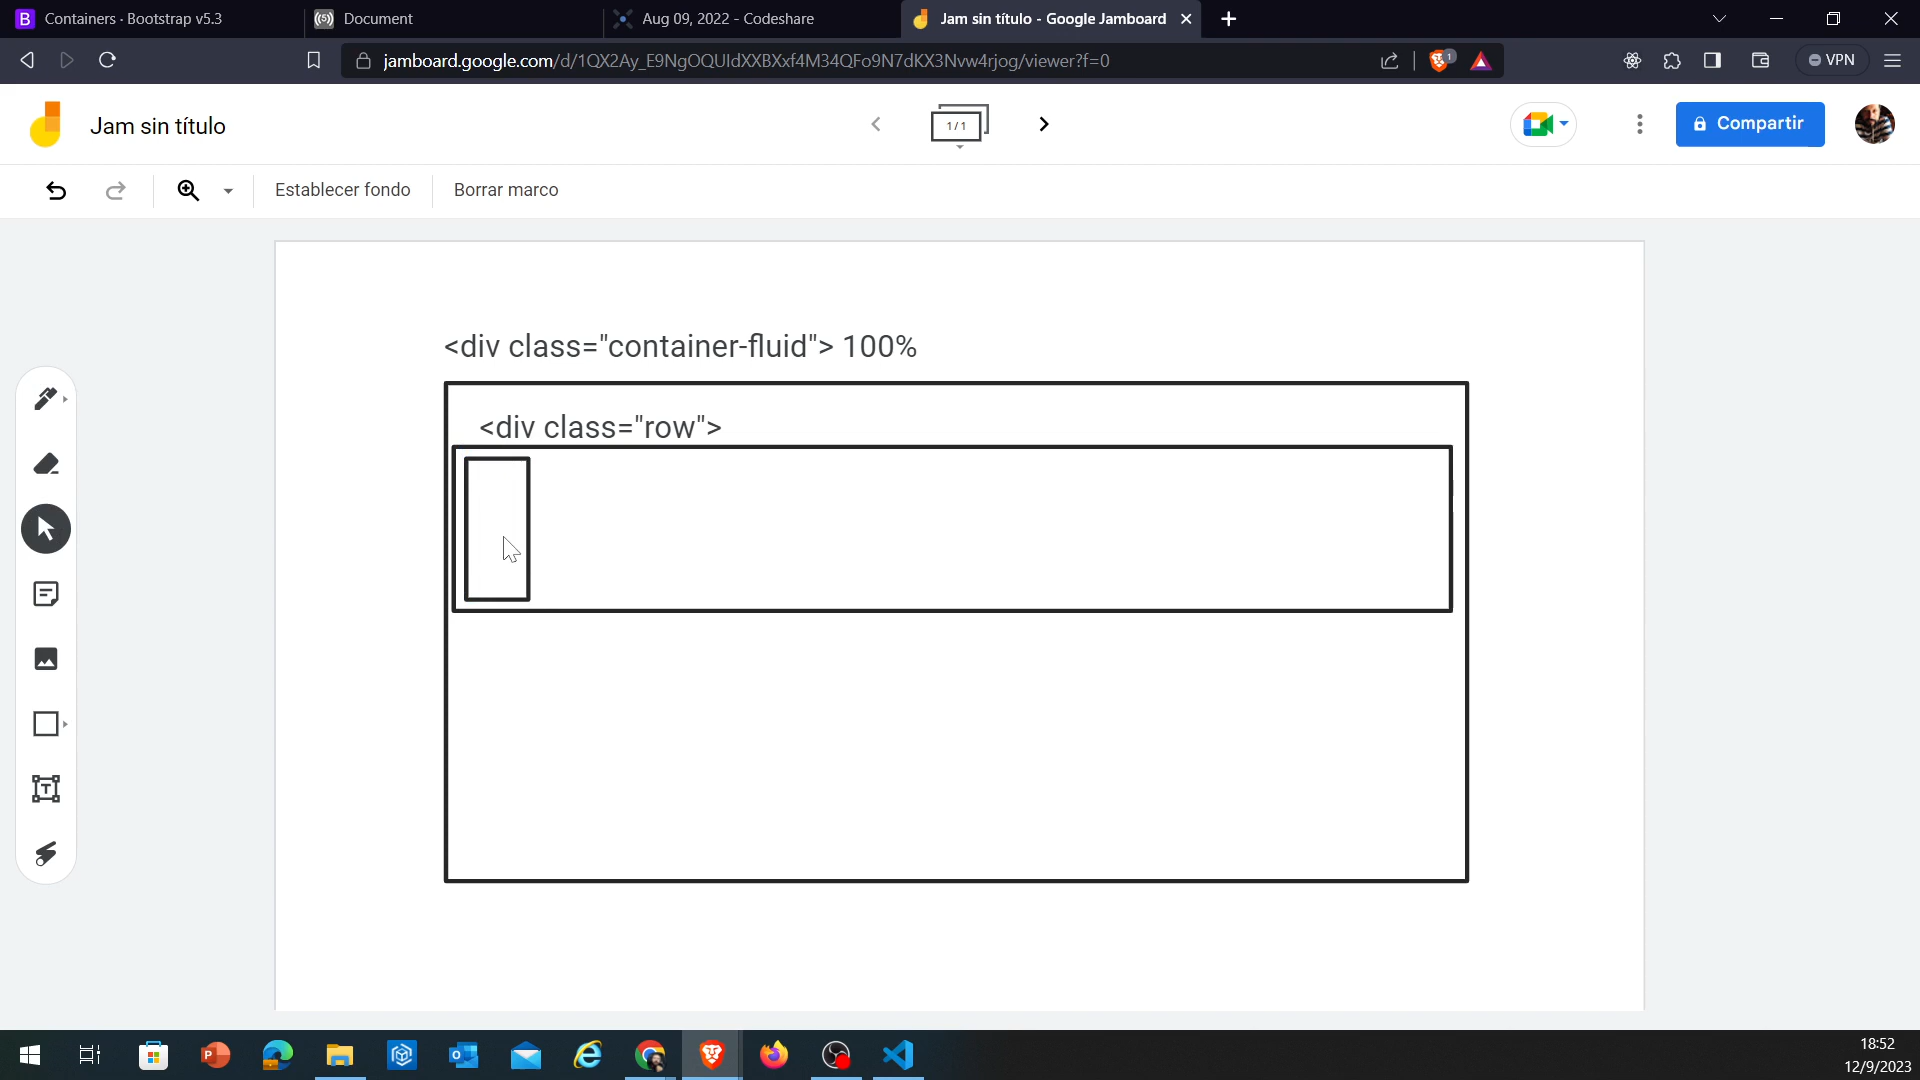 Containers · Bootstrap v5.3
Document
Aug 09, 2022 - Codeshare
Jam sin título - Google Jamboard
jamboard.google.com/d/1QX2Ay_E9NgOQUIdXXBXxf4M34QFo9N7dKX3Nvw4rjog/viewer?f=0
1
VPN
Jam sin título
1/1
Compartir
Establecer fondo
Borrar marco
<div class="container-fluid"> 100%
<div class="row">
18:52
12/9/2023